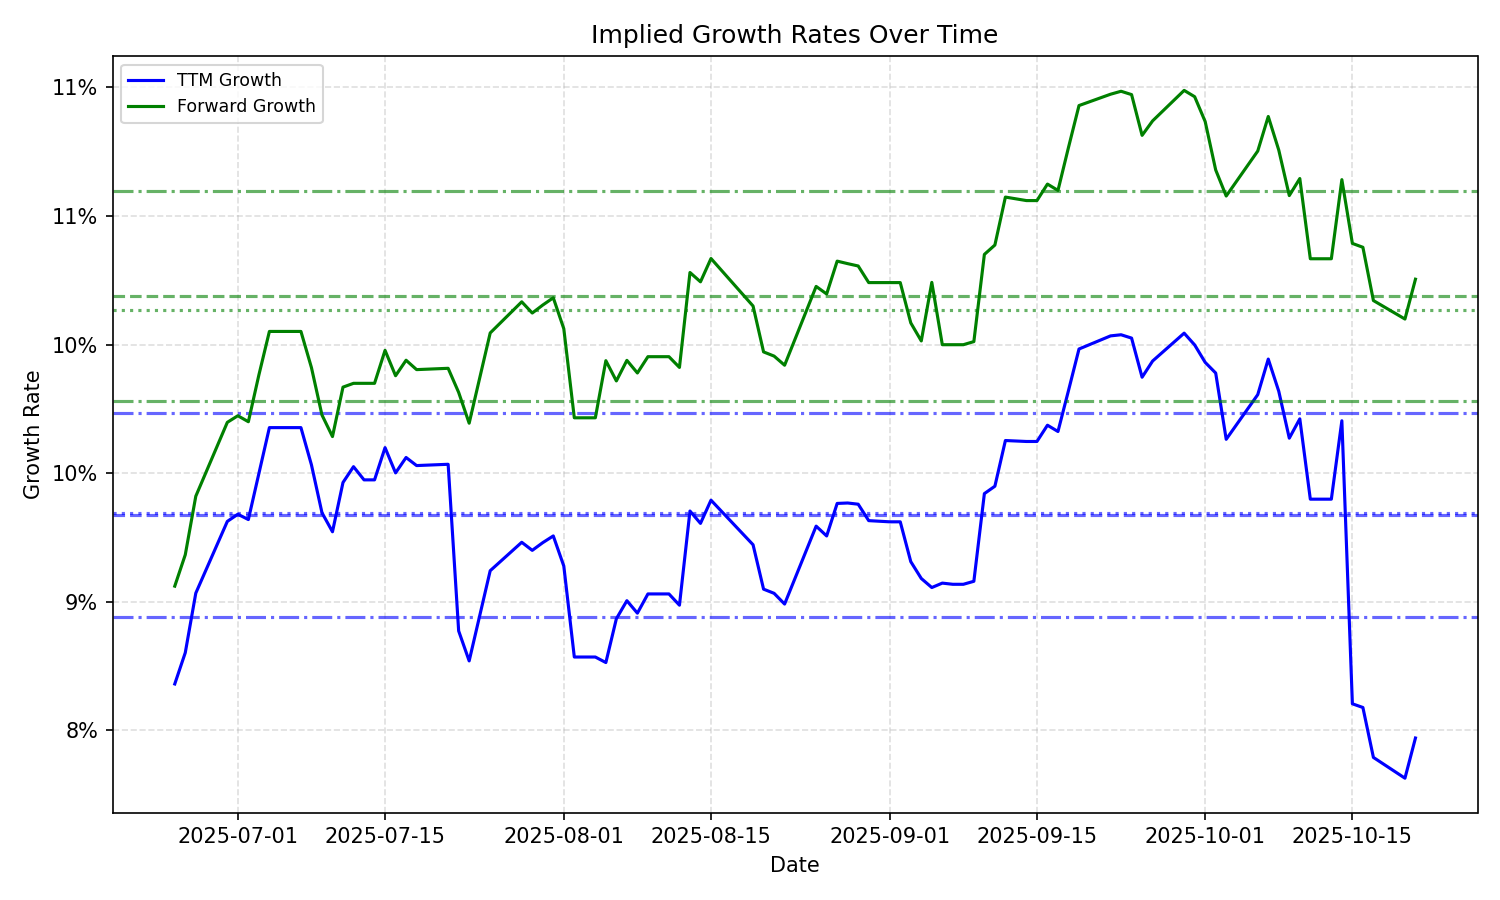 Implied Growth Rates Over Time
TTM Growth
Forward Growth
11%
11%
10%
10%
9%
8%
Growth Rate
2025-07-01
2025-07-15
2025-08-01
2025-08-15
2025-09-01
2025-09-15
2025-10-01
2025-10-15
Date